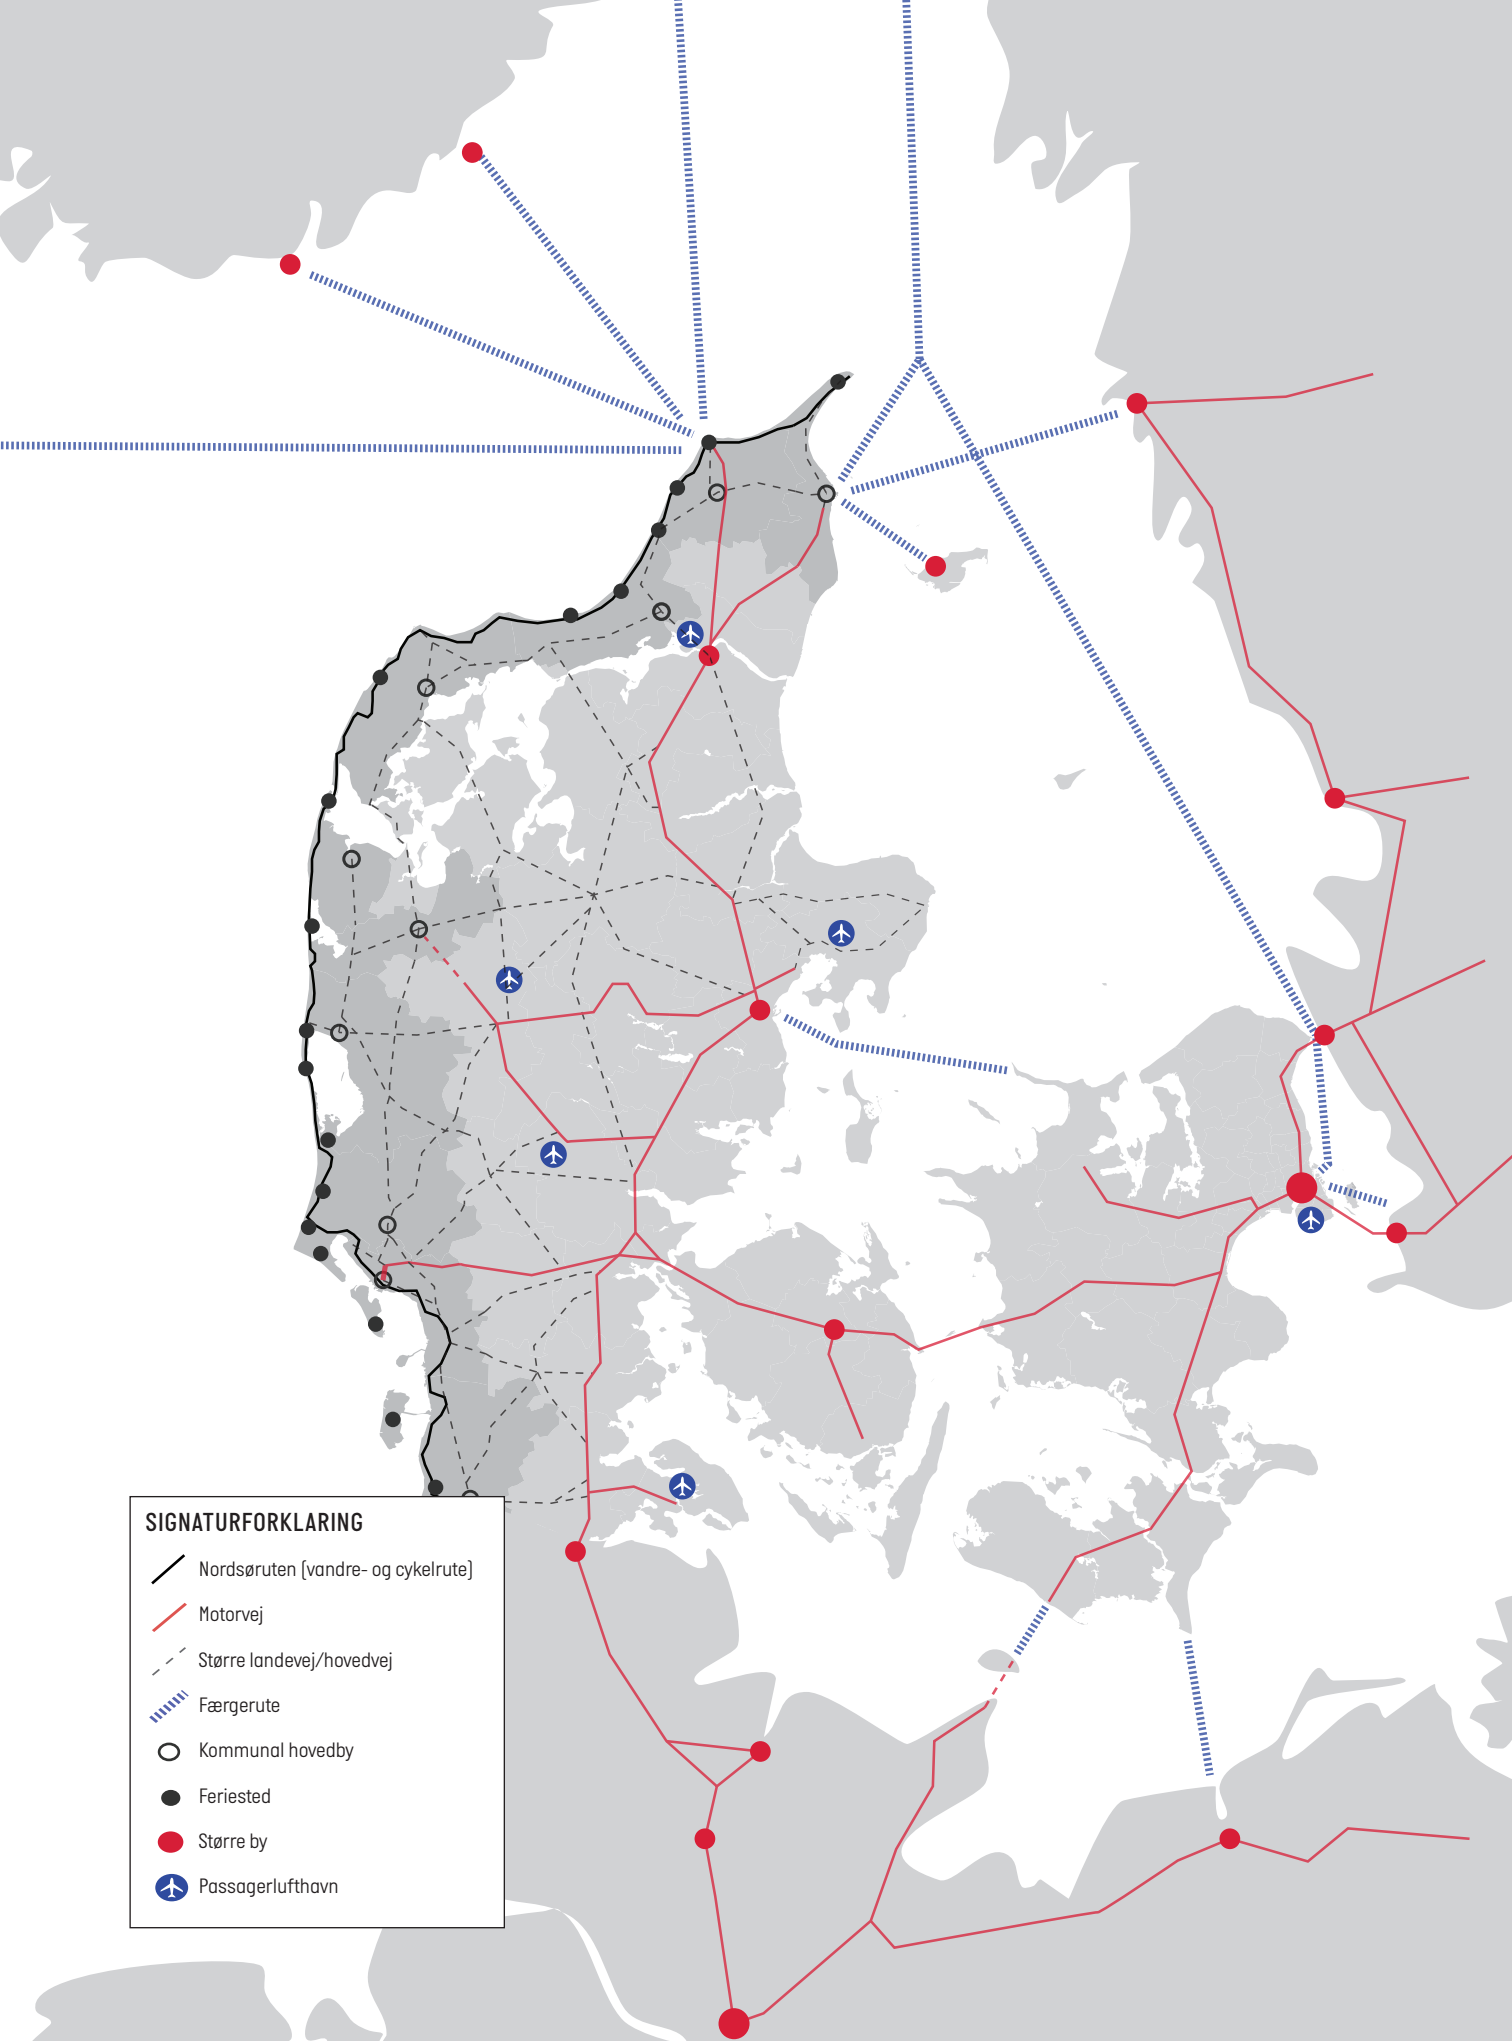 SIGNATURFORKLARING
Nordsøruten (vandre- og cykelrute)
Motorvej
Større landevej/hovedvej
Færgerute
Kommunal hovedby
Feriested
Større by
Passagerlufthavn